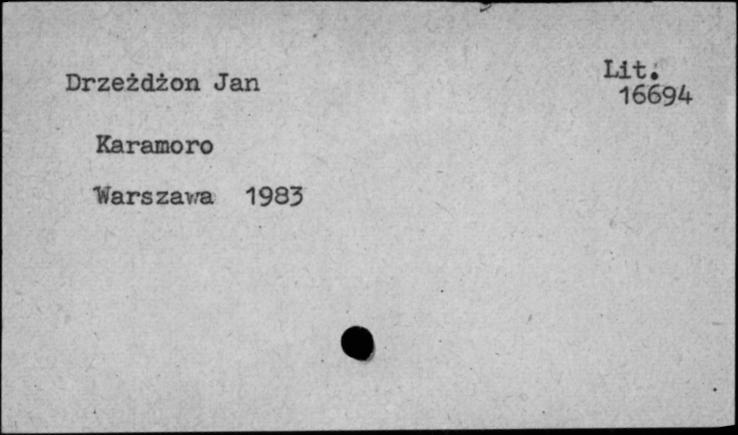 Drzeżdżon Jan
Lit.
16694
Karamoro
Warszawa 1983